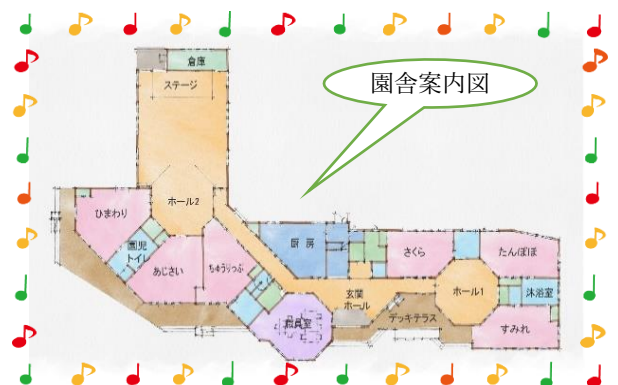 園舎案内図
倉庫
ステージ
ホール2
ひまわり
園児
トイレ
あじさい
ちゅうりっぷ
厨房
さくら
たんぽぽ
玄関
ホール
ホール1
沐浴室
職員室
デッキテラス
すみれ